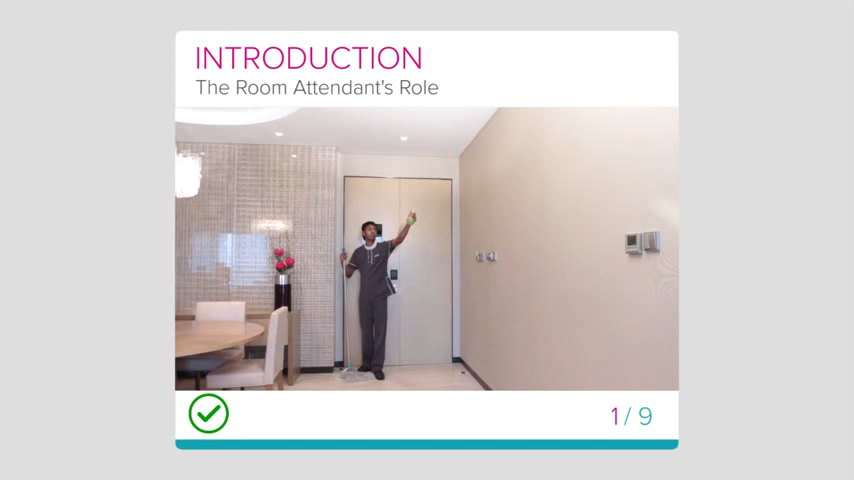 INTRODUCTION
The Room Attendant's Role
1 / 9